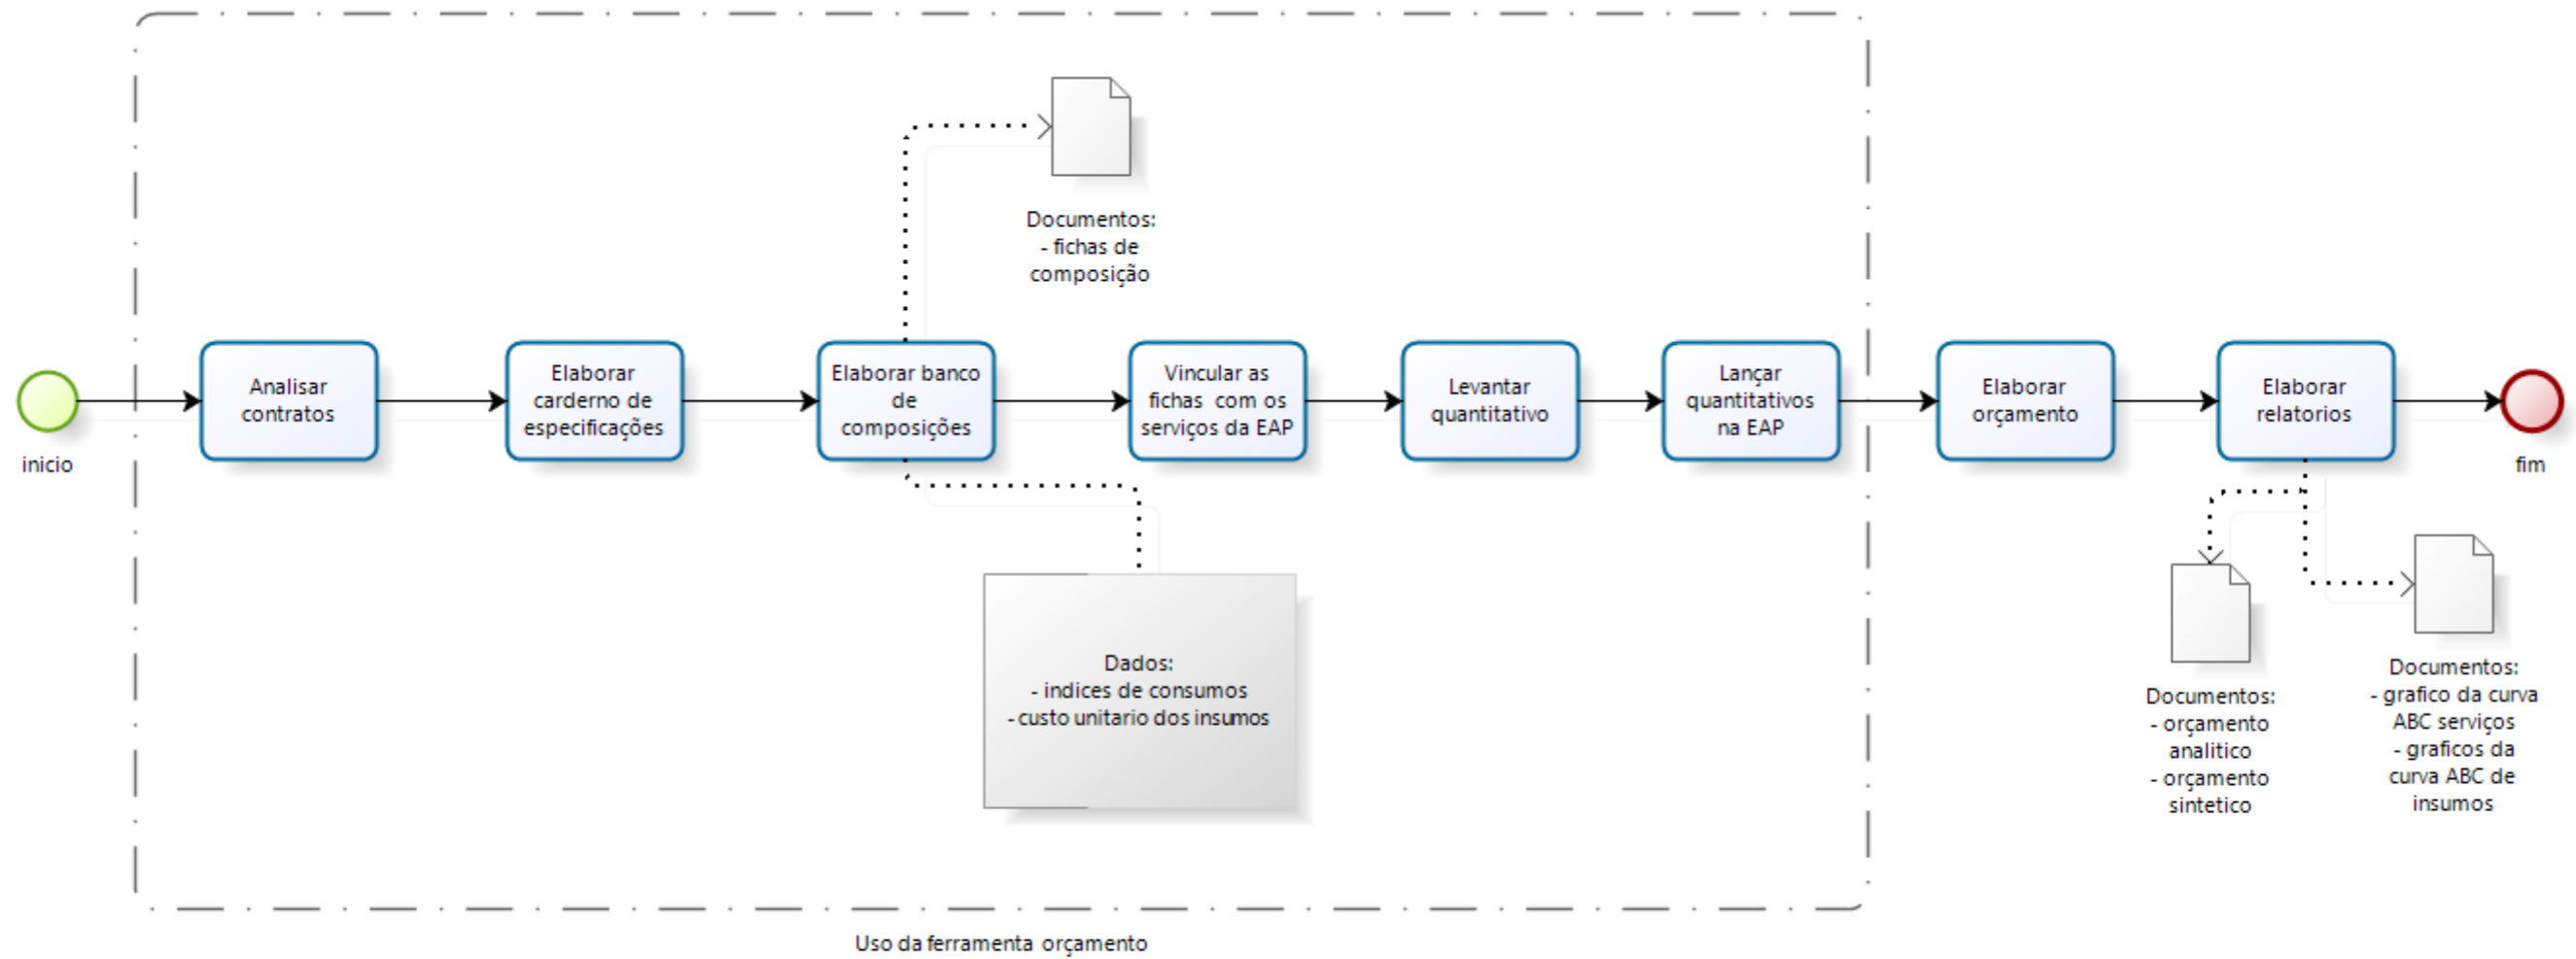 Documentos:
- fichas de
composição
inicio
Analisar
contratos
Elaborar
carderno de
especificações
Elaborar banco
de
composições
Vincular as
fichas com os
serviços da EAP
Levantar
quantitativo
Lançar
quantitativos
na EAP
Elaborar
orçamento
Elaborar
relatorios
fim
Dados:
- indices de consumos
- custo unitario dos insumos
Documentos:
- orçamento
analitico
- orçamento
sintetico
Documentos:
- grafico da curva
ABC serviços
- graficos da
curva ABC de
insumos
Uso da ferramenta orçamento